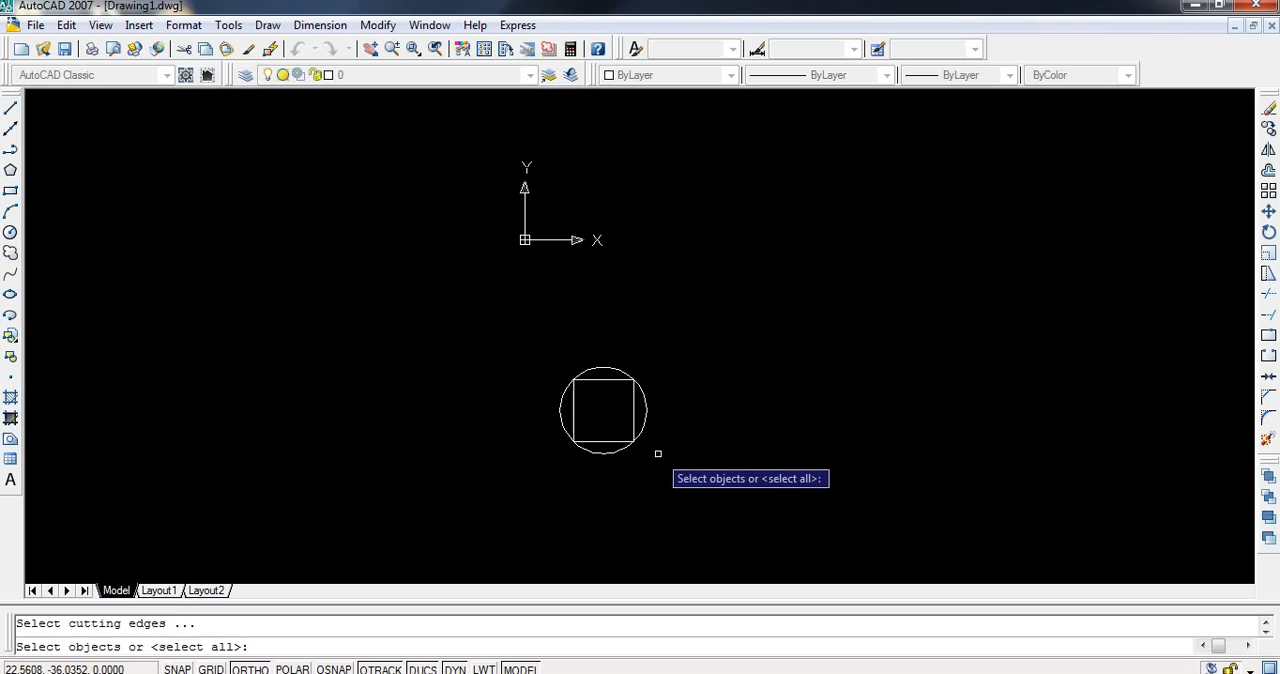 AutoCAD 2007 - [Drawing1.dwg]
File Edit View Insert Format Tools Draw Dimension Modify Window Help Express
AutoCAD Classic 0 ByLayer ByLayer ByLayer ByColor
Y
X
Select objects or <select all>:
A
Model Layout1 Layout2
Select cutting edges ...
Select objects or <select all>:
22.5608, -36.0352, 0.0000 SNAP GRID ORTHO POLAR OSNAP OTRACK DUCS DYN LWT MODEL